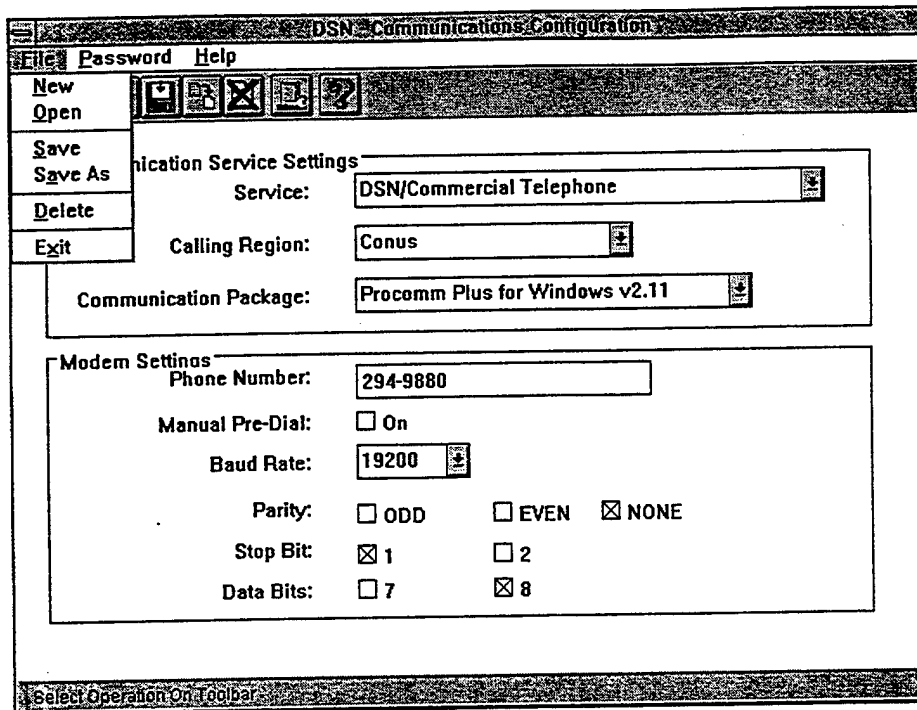 DSN - Communications Configuration
File Password Help
New
Open
Save
Save As
Delete
Exit
nication Service Settings
Service: DSN/Commercial Telephone
Calling Region: Conus
Communication Package: Procomm Plus for Windows v2.11
Modem Settings
Phone Number: 294-9880
Manual Pre-Dial: On
Baud Rate: 19200
Parity: ODD EVEN NONE
Stop Bit: 1 2
Data Bits: 7 8
Select Operation On Toolbar